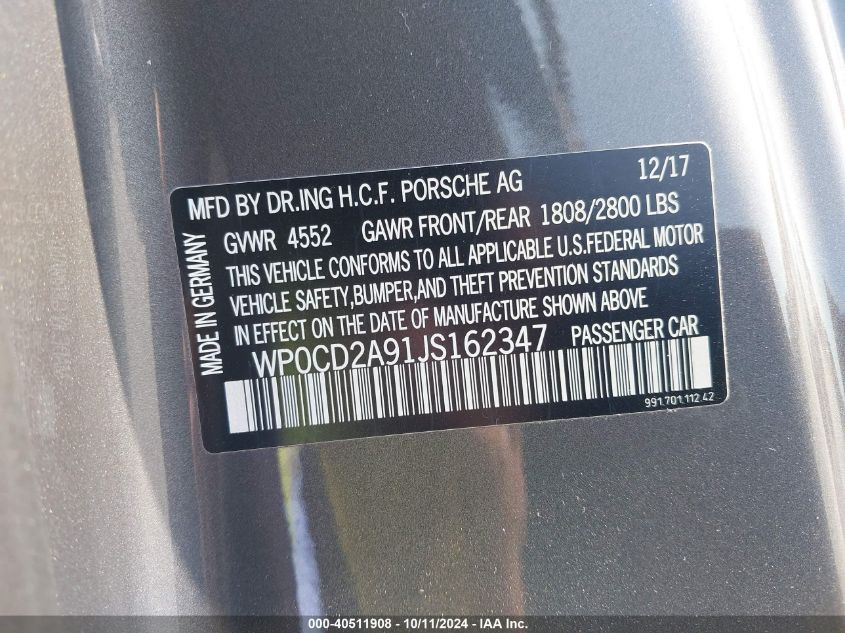 MFD BY DR.ING H.C.F. PORSCHE AG 12/17
GVWR 4552 GAWR FRONT/REAR 1808/2800 LBS
THIS VEHICLE CONFORMS TO ALL APPLICABLE U.S.FEDERAL MOTOR
VEHICLE SAFETY,BUMPER,AND THEFT PREVENTION STANDARDS
IN EFFECT ON THE DATE OF MANUFACTURE SHOWN ABOVE
WP0CD2A91JS162347 PASSENGER CAR
MADE IN GERMANY
991.701.112.42
000-40511908 - 10/11/2024 - IAA Inc.